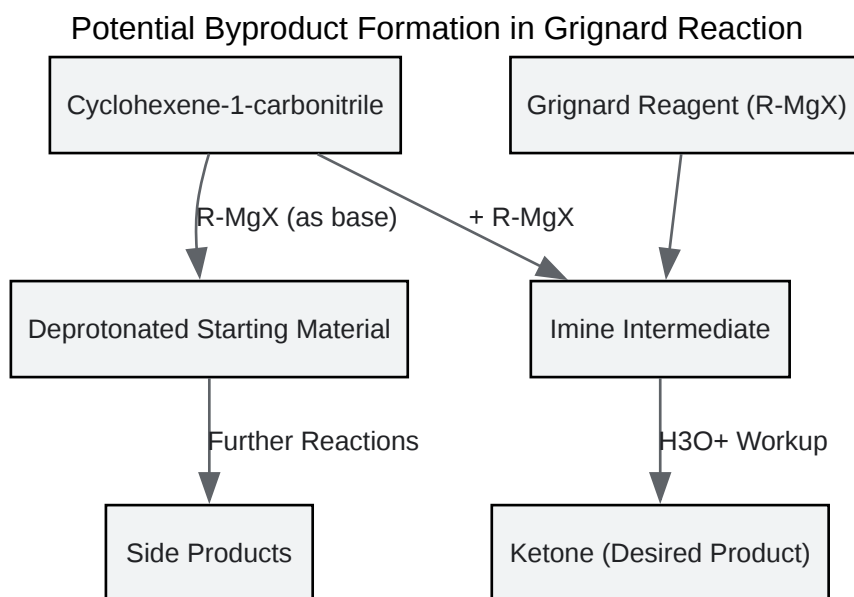 Potential Byproduct Formation in Grignard Reaction
Cyclohexene-1-carbonitrile
Grignard Reagent (R-MgX)
R-MgX (as base)
+ R-MgX
Deprotonated Starting Material
Imine Intermediate
Further Reactions
H3O+ Workup
Side Products
Ketone (Desired Product)